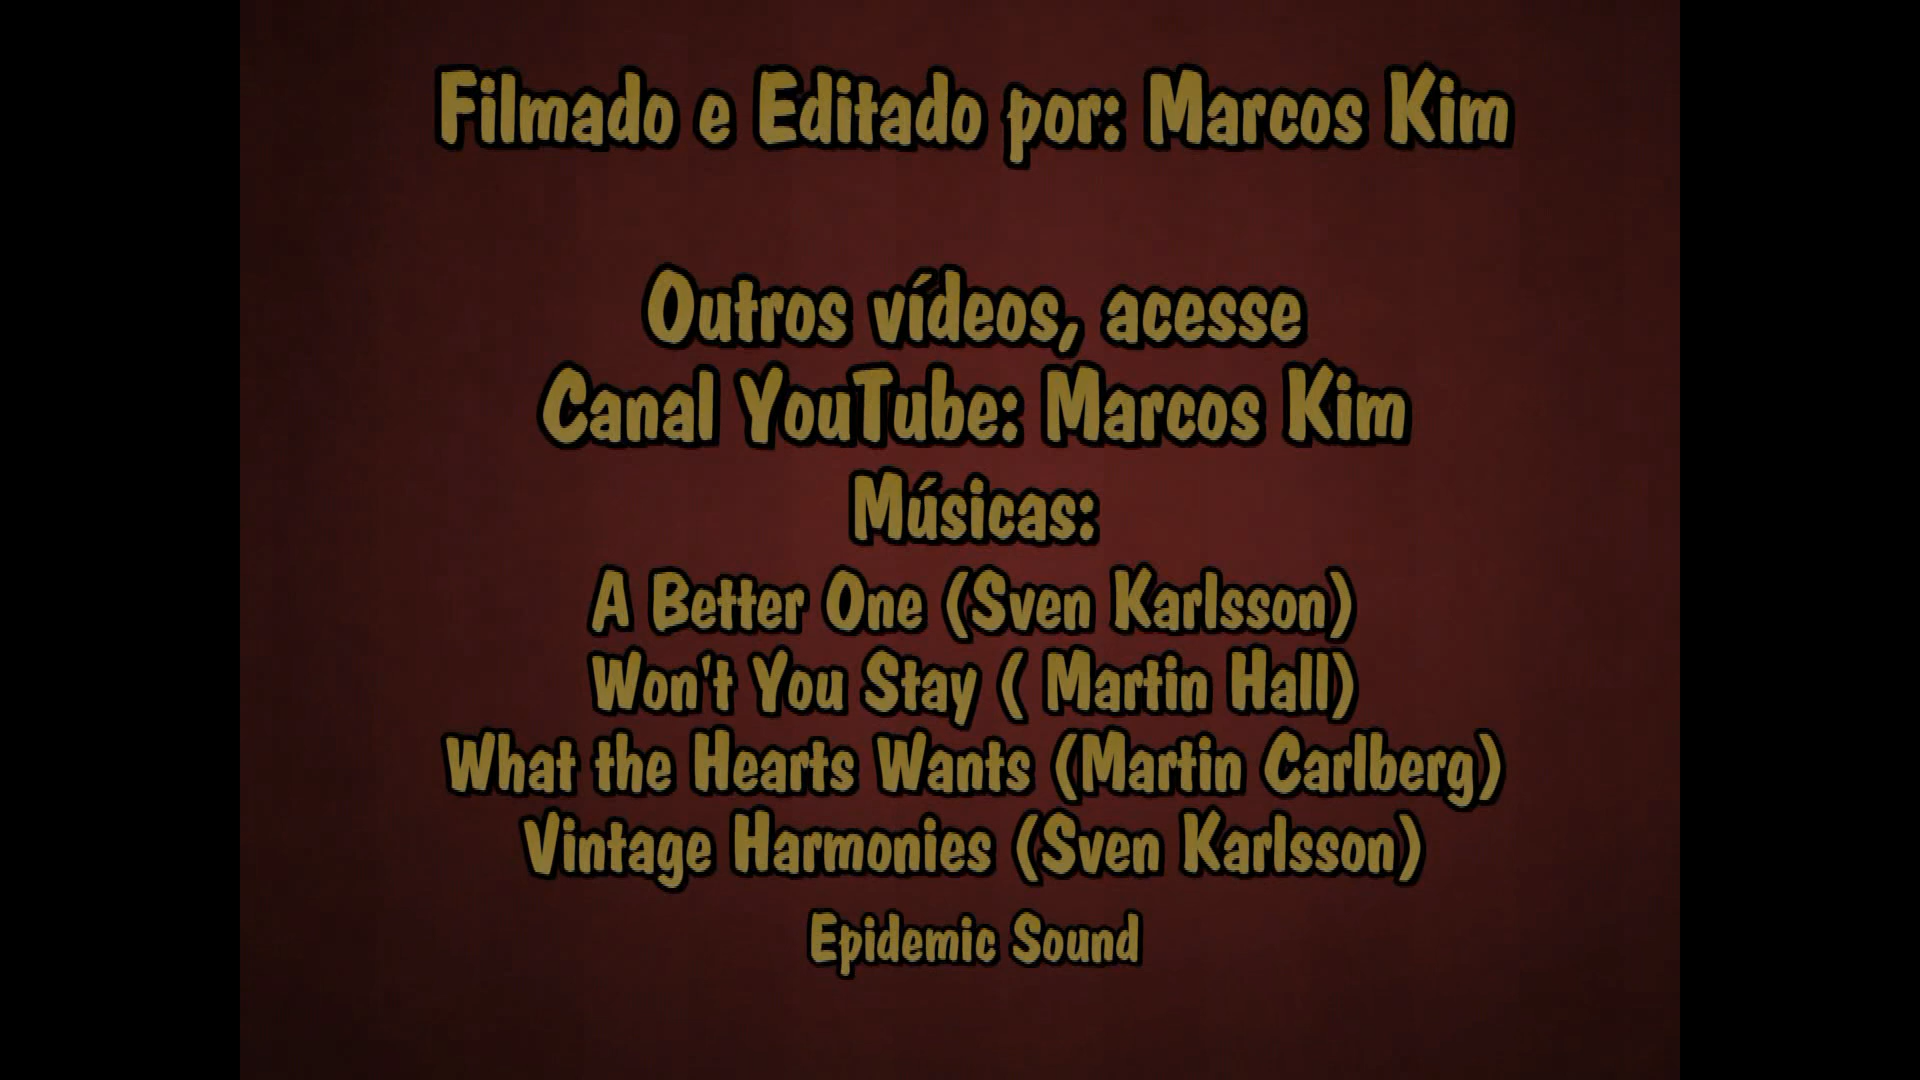 Filmado e Editado por: Marcos Kim
Outros vídeos, acesse
Canal YouTube: Marcos Kim
Músicas:
A Better One (Sven Karlsson)
Won't You Stay ( Martin Hall)
What the Hearts Wants (Martin Carlberg)
Vintage Harmonies (Sven Karlsson)
Epidemic Sound